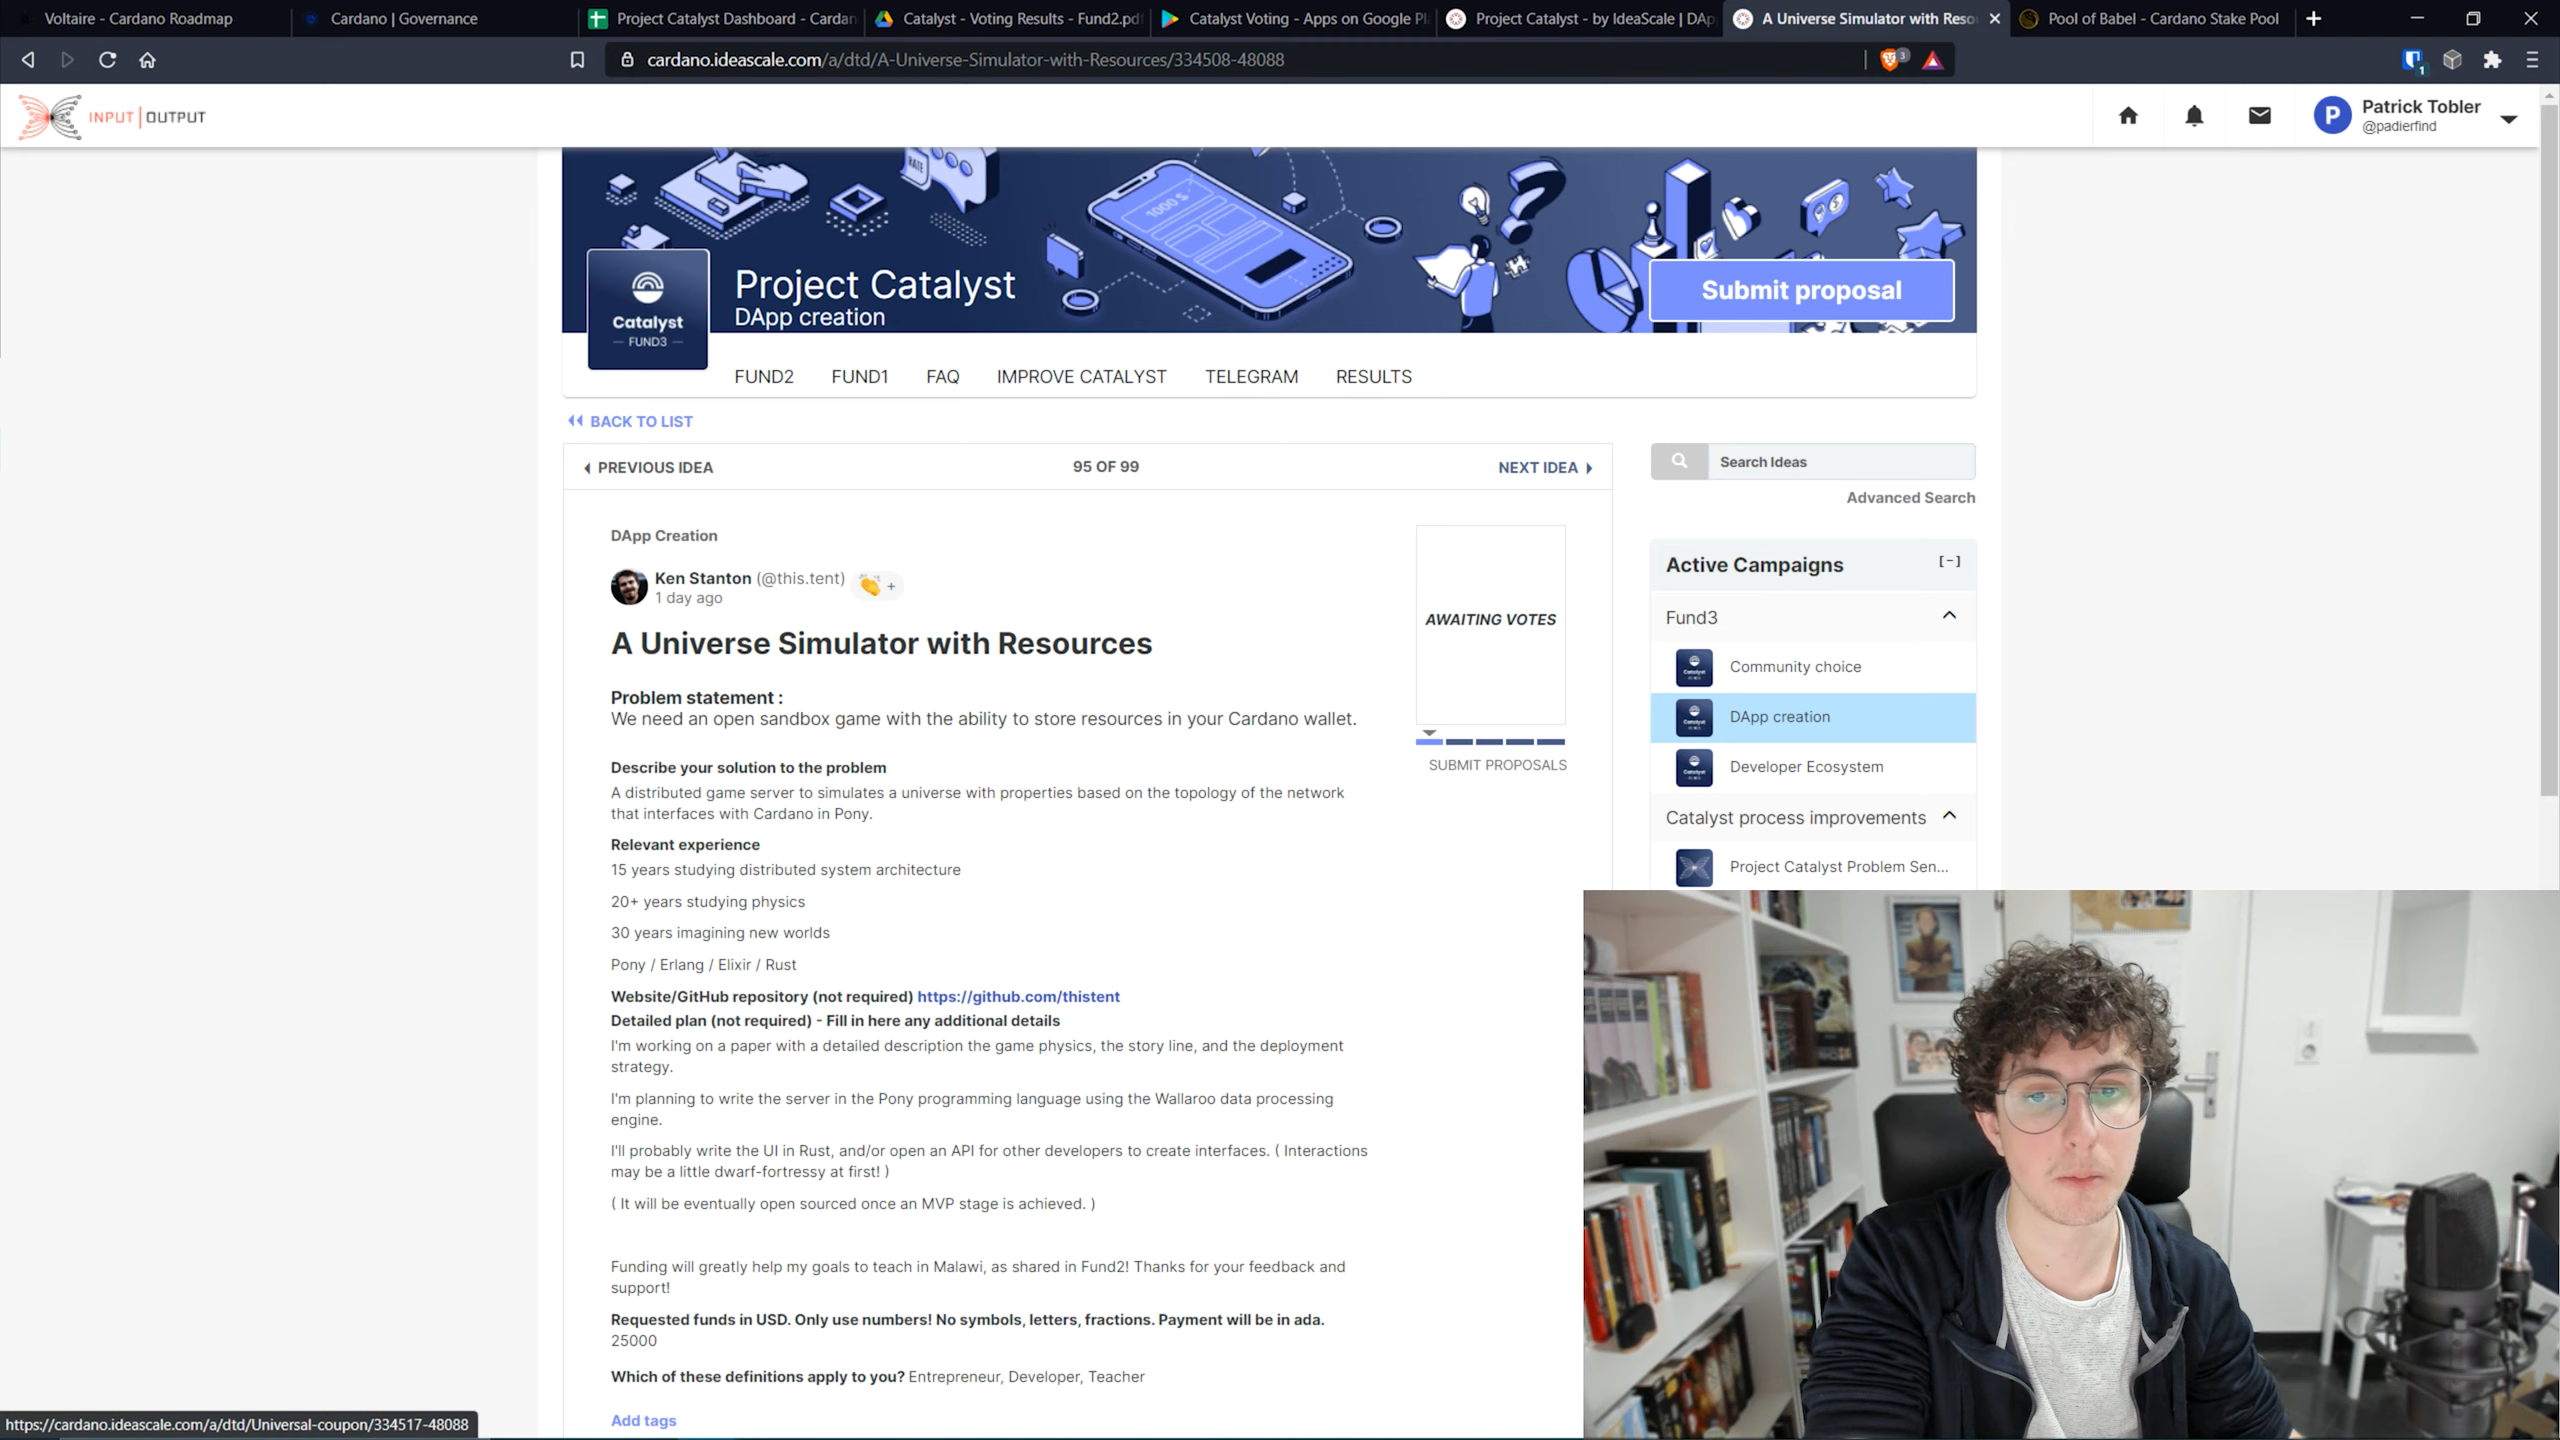 Voltaire - Cardano Roadmap
Cardano | Governance
Project Catalyst Dashboard - Cardan
Catalyst - Voting Results - Fund2.pdf
Catalyst Voting - Apps on Google Pl
Project Catalyst - by IdeaScale | DAp
A Universe Simulator with Reso
Pool of Babel - Cardano Stake Pool
cardano.ideascale.com/a/dtd/A-Universe-Simulator-with-Resources/334508-48088
3
1
INPUT | OUTPUT
P
Patrick Tobler
@padierfind
RATE
1000 $
Catalyst
— FUND3 —
Project Catalyst
DApp creation
Submit proposal
FUND2 FUND1 FAQ IMPROVE CATALYST TELEGRAM RESULTS
BACK TO LIST
PREVIOUS IDEA
95 OF 99
NEXT IDEA
Search Ideas
Advanced Search
DApp Creation
Ken Stanton (@this.tent)
+
1 day ago
AWAITING VOTES
SUBMIT PROPOSALS
A Universe Simulator with Resources
Problem statement :
We need an open sandbox game with the ability to store resources in your Cardano wallet.
Describe your solution to the problem
A distributed game server to simulates a universe with properties based on the topology of the network
that interfaces with Cardano in Pony.
Relevant experience
15 years studying distributed system architecture
20+ years studying physics
30 years imagining new worlds
Pony / Erlang / Elixir / Rust
Website/GitHub repository (not required) https://github.com/thistent
Detailed plan (not required) - Fill in here any additional details
I'm working on a paper with a detailed description the game physics, the story line, and the deployment
strategy.
I'm planning to write the server in the Pony programming language using the Wallaroo data processing
engine.
I'll probably write the UI in Rust, and/or open an API for other developers to create interfaces. ( Interactions
may be a little dwarf-fortressy at first! )
( It will be eventually open sourced once an MVP stage is achieved. )
Funding will greatly help my goals to teach in Malawi, as shared in Fund2! Thanks for your feedback and
support!
Requested funds in USD. Only use numbers! No symbols, letters, fractions. Payment will be in ada.
25000
Which of these definitions apply to you? Entrepreneur, Developer, Teacher
Add tags
Active Campaigns
[-]
Fund3
Community choice
DApp creation
Developer Ecosystem
Catalyst process improvements
Project Catalyst Problem Sen...
https://cardano.ideascale.com/a/dtd/Universal-coupon/334517-48088